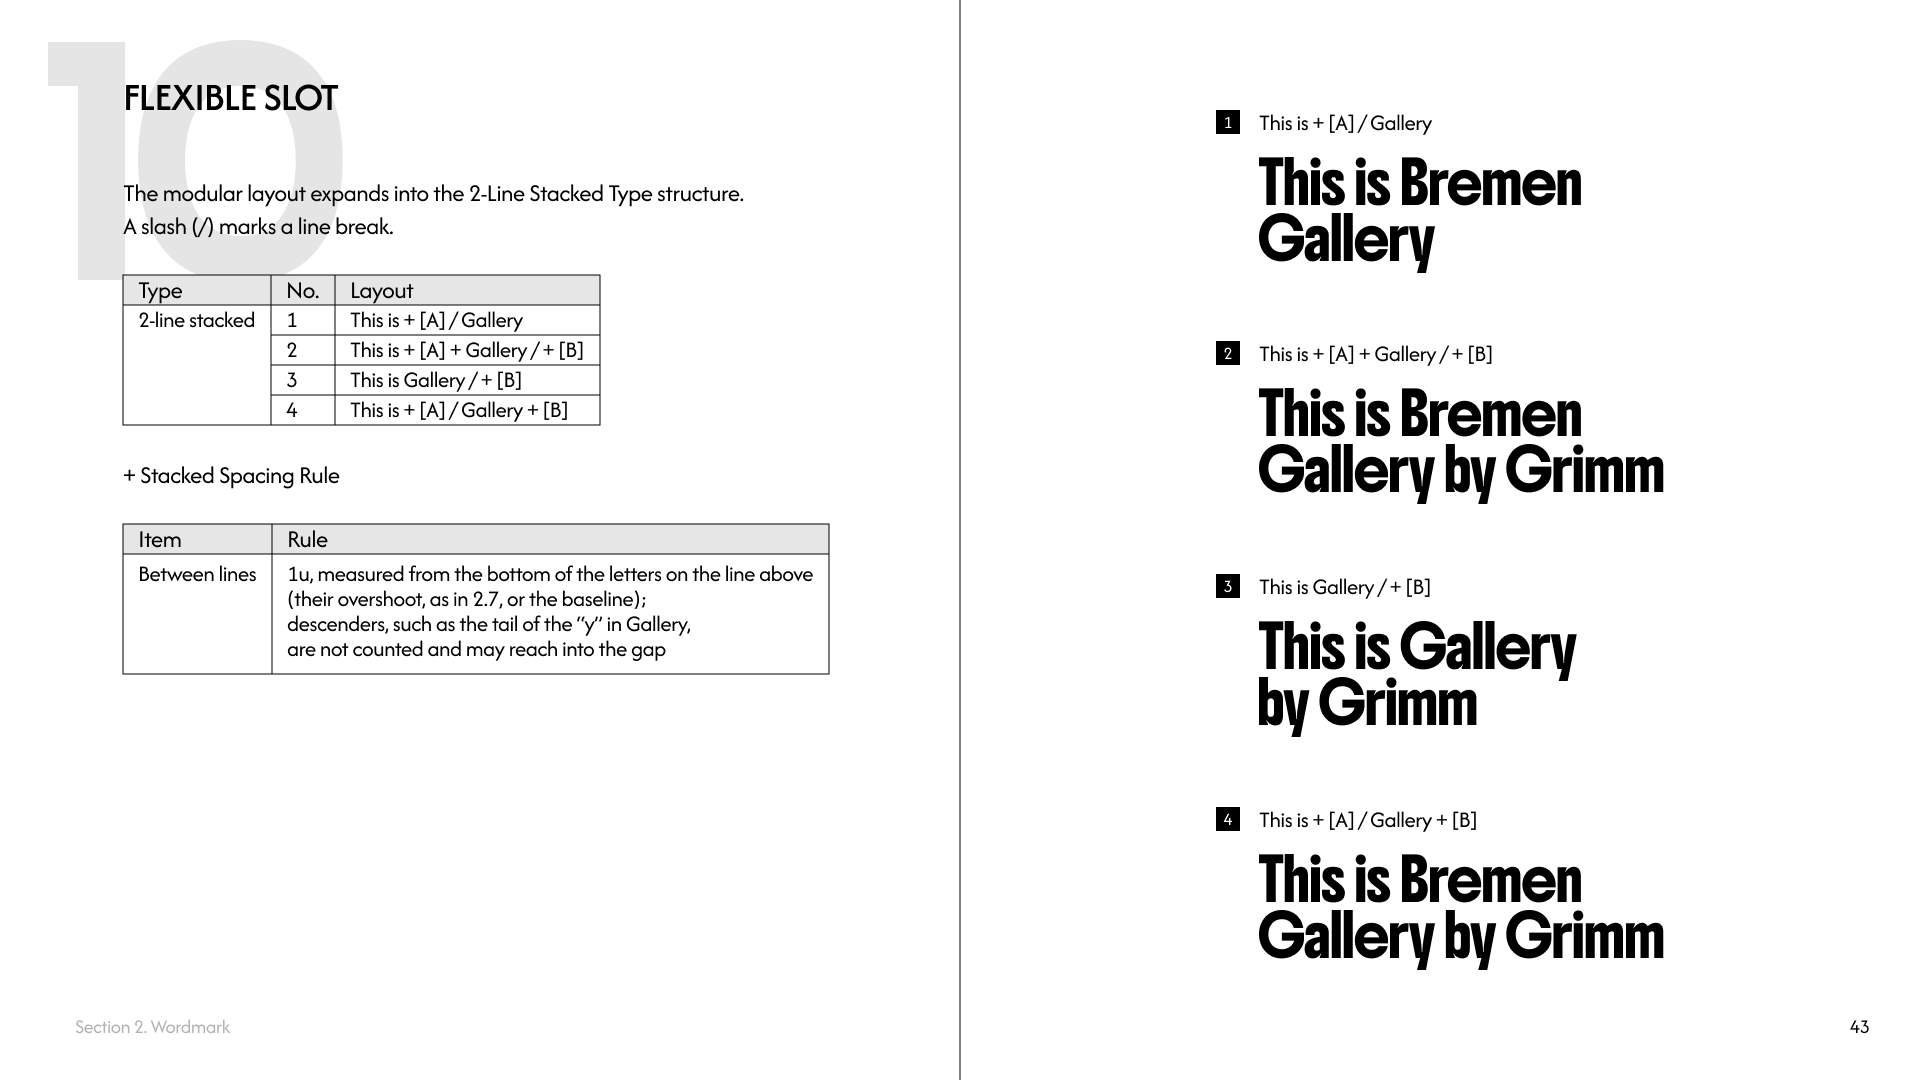 10
FLEXIBLE SLOT
The modular layout expands into the 2-Line Stacked Type structure.
A slash (/) marks a line break.
Type No. Layout
2-line stacked 1 This is + [A] / Gallery
2 This is + [A] + Gallery / + [B]
3 This is Gallery / + [B]
4 This is + [A] / Gallery + [B]
+ Stacked Spacing Rule
Item Rule
Between lines 1u, measured from the bottom of the letters on the line above
(their overshoot, as in 2.7, or the baseline);
descenders, such as the tail of the “y” in Gallery,
are not counted and may reach into the gap
Section 2. Wordmark
1 This is + [A] / Gallery
This is Bremen
Gallery
2 This is + [A] + Gallery / + [B]
This is Bremen
Gallery by Grimm
3 This is Gallery / + [B]
This is Gallery
by Grimm
4 This is + [A] / Gallery + [B]
This is Bremen
Gallery by Grimm
43